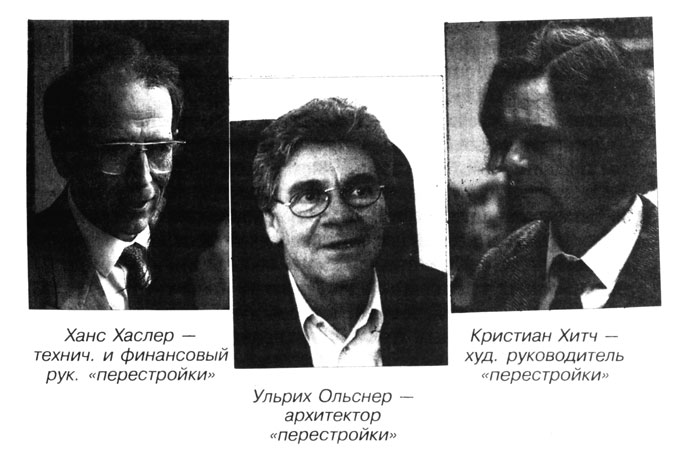 Ханс Хаслер —
технич. и финансовый
рук. «перестройки»
Ульрих Ольснер —
архитектор
«перестройки»
Кристиан Хитч —
худ. руководитель
«перестройки»